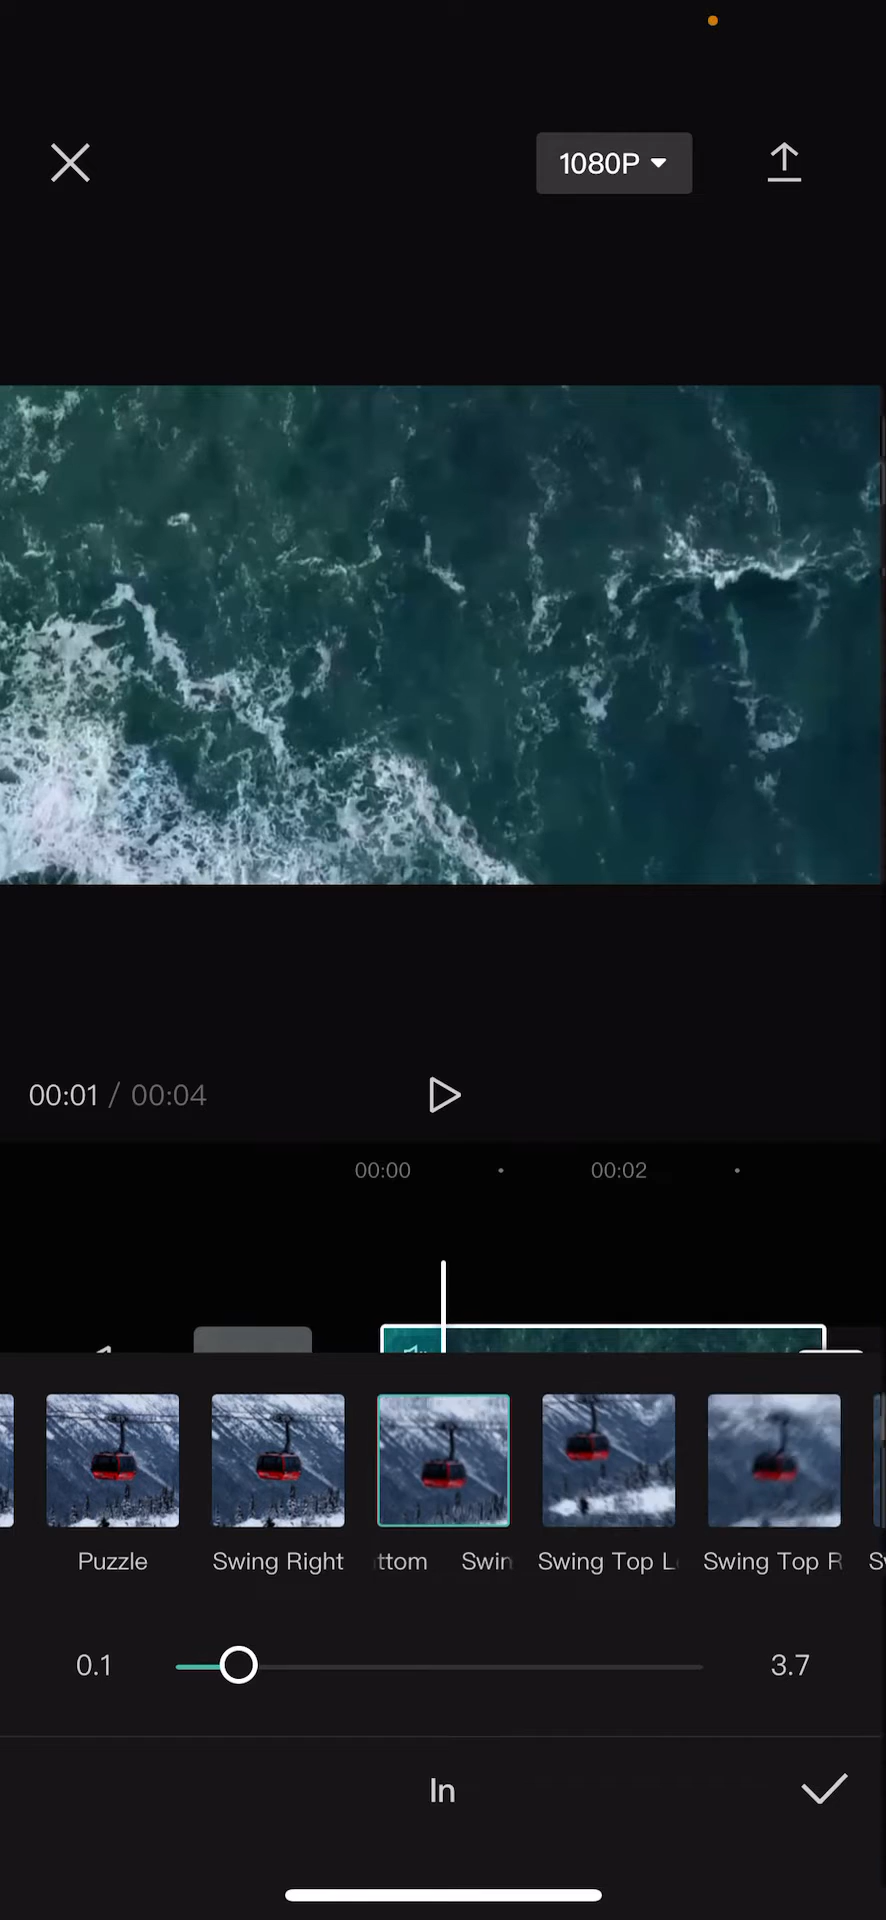 1080P
00:01 / 00:04
00:00
00:02
Puzzle
Swing Right
ttom Swin
Swing Top L
Swing Top R
0.1
3.7
In